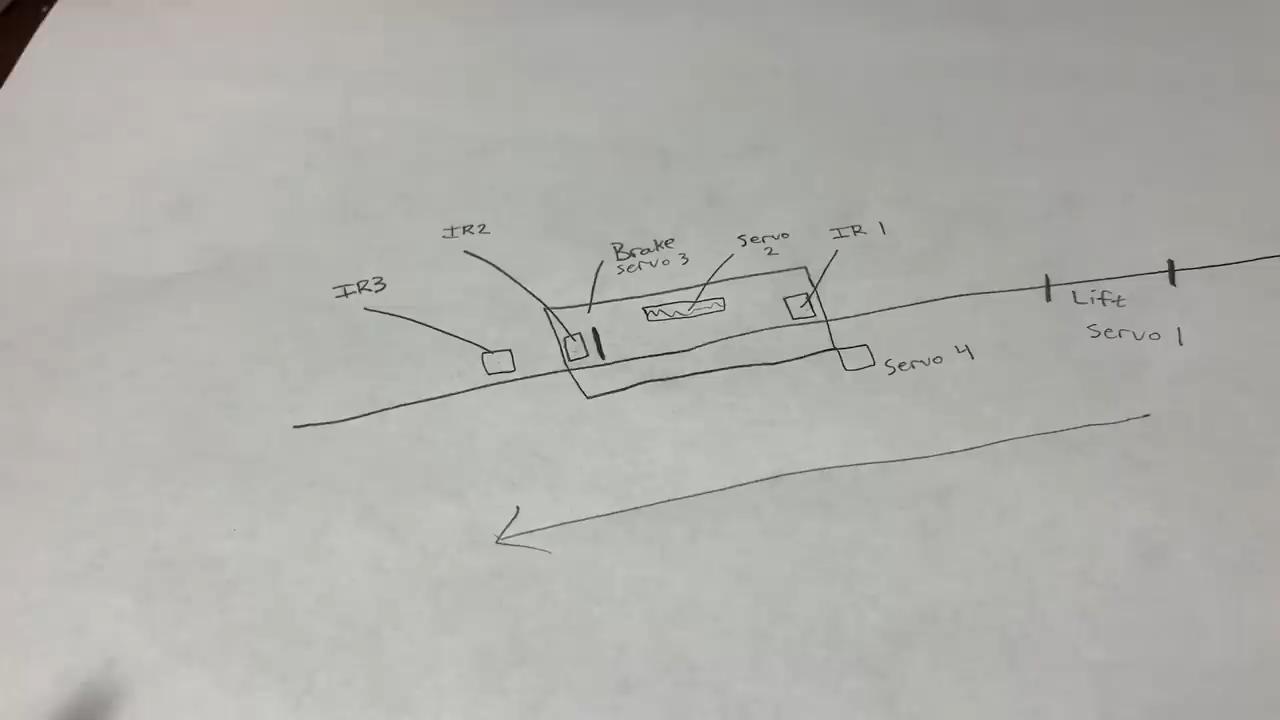 IR2
Brake
servo 3
Servo
2
IR 1
IR3
Lift
Servo 1
Servo 4